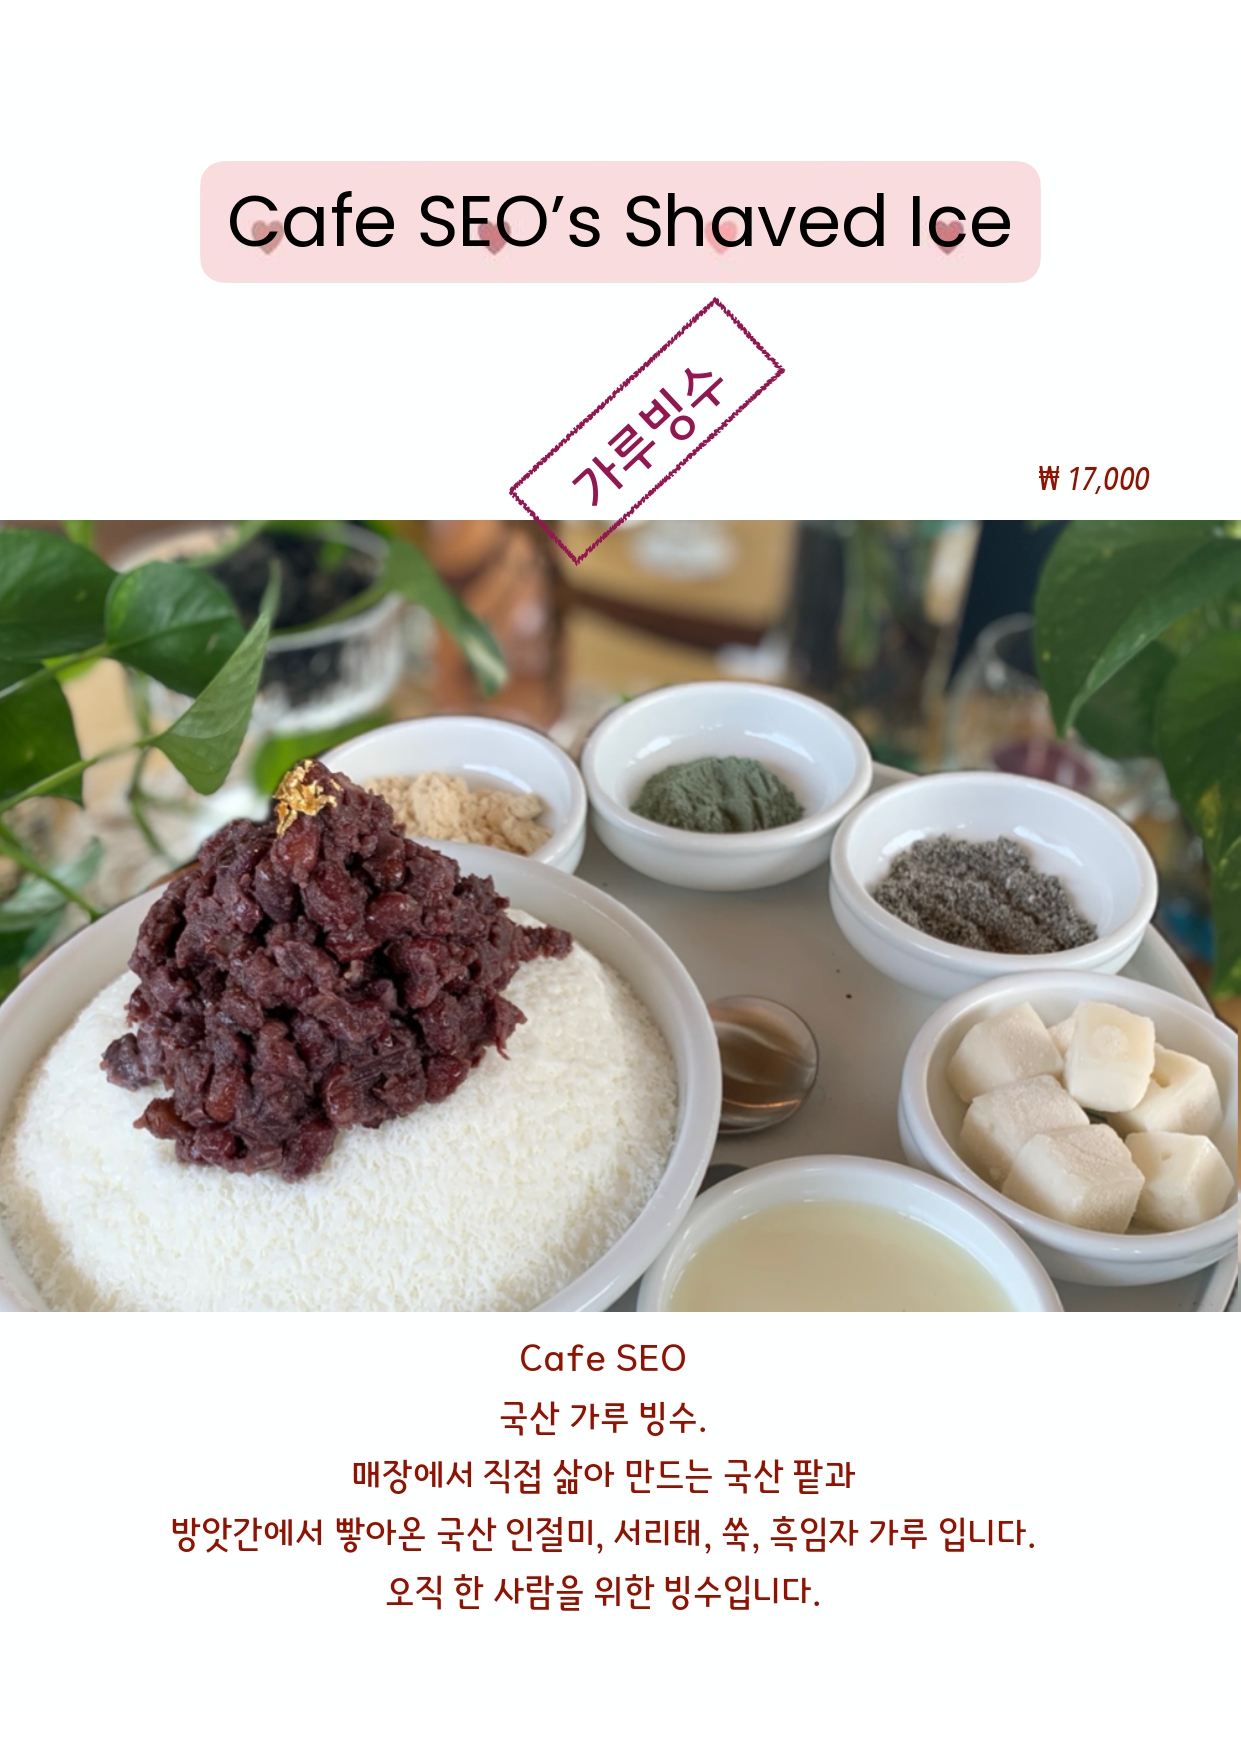 Cafe SEO’s Shaved Ice
가루빙수
₩ 17,000
Cafe SEO
국산 가루 빙수.
매장에서 직접 삶아 만드는 국산 팥과
방앗간에서 빻아온 국산 인절미, 서리태, 쑥, 흑임자 가루 입니다.
오직 한 사람을 위한 빙수입니다.